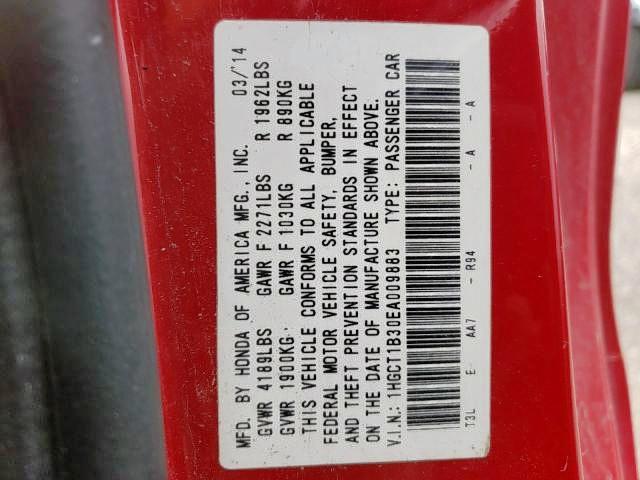 MFD. BY HONDA OF AMERICA MFG., INC. 03/'14
GVWR 4189LBS GAWR F 2271LBS R 1962LBS
GVWR 1900KG GAWR F 1030KG R 890KG
THIS VEHICLE CONFORMS TO ALL APPLICABLE
FEDERAL MOTOR VEHICLE SAFETY, BUMPER,
AND THEFT PREVENTION STANDARDS IN EFFECT
ON THE DATE OF MANUFACTURE SHOWN ABOVE.
V.I.N.: 1HGCT1B30EA009883 TYPE: PASSENGER CAR
T3L E- AA7 - R94 - A - A